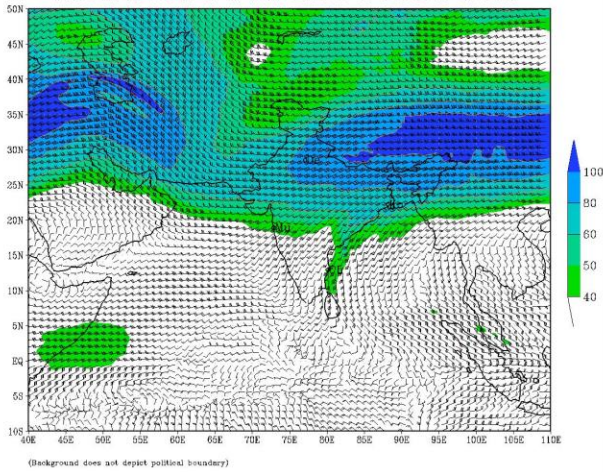 50N
45N
40N
35N
30N
25N
20N
15N
10N
5N
EQ
5S
10S
40E 45E 50E 55E 60E 65E 70E 75E 80E 85E 90E 95E 100E 105E 110E
100
80
60
40
(Background does not depict political boundary)